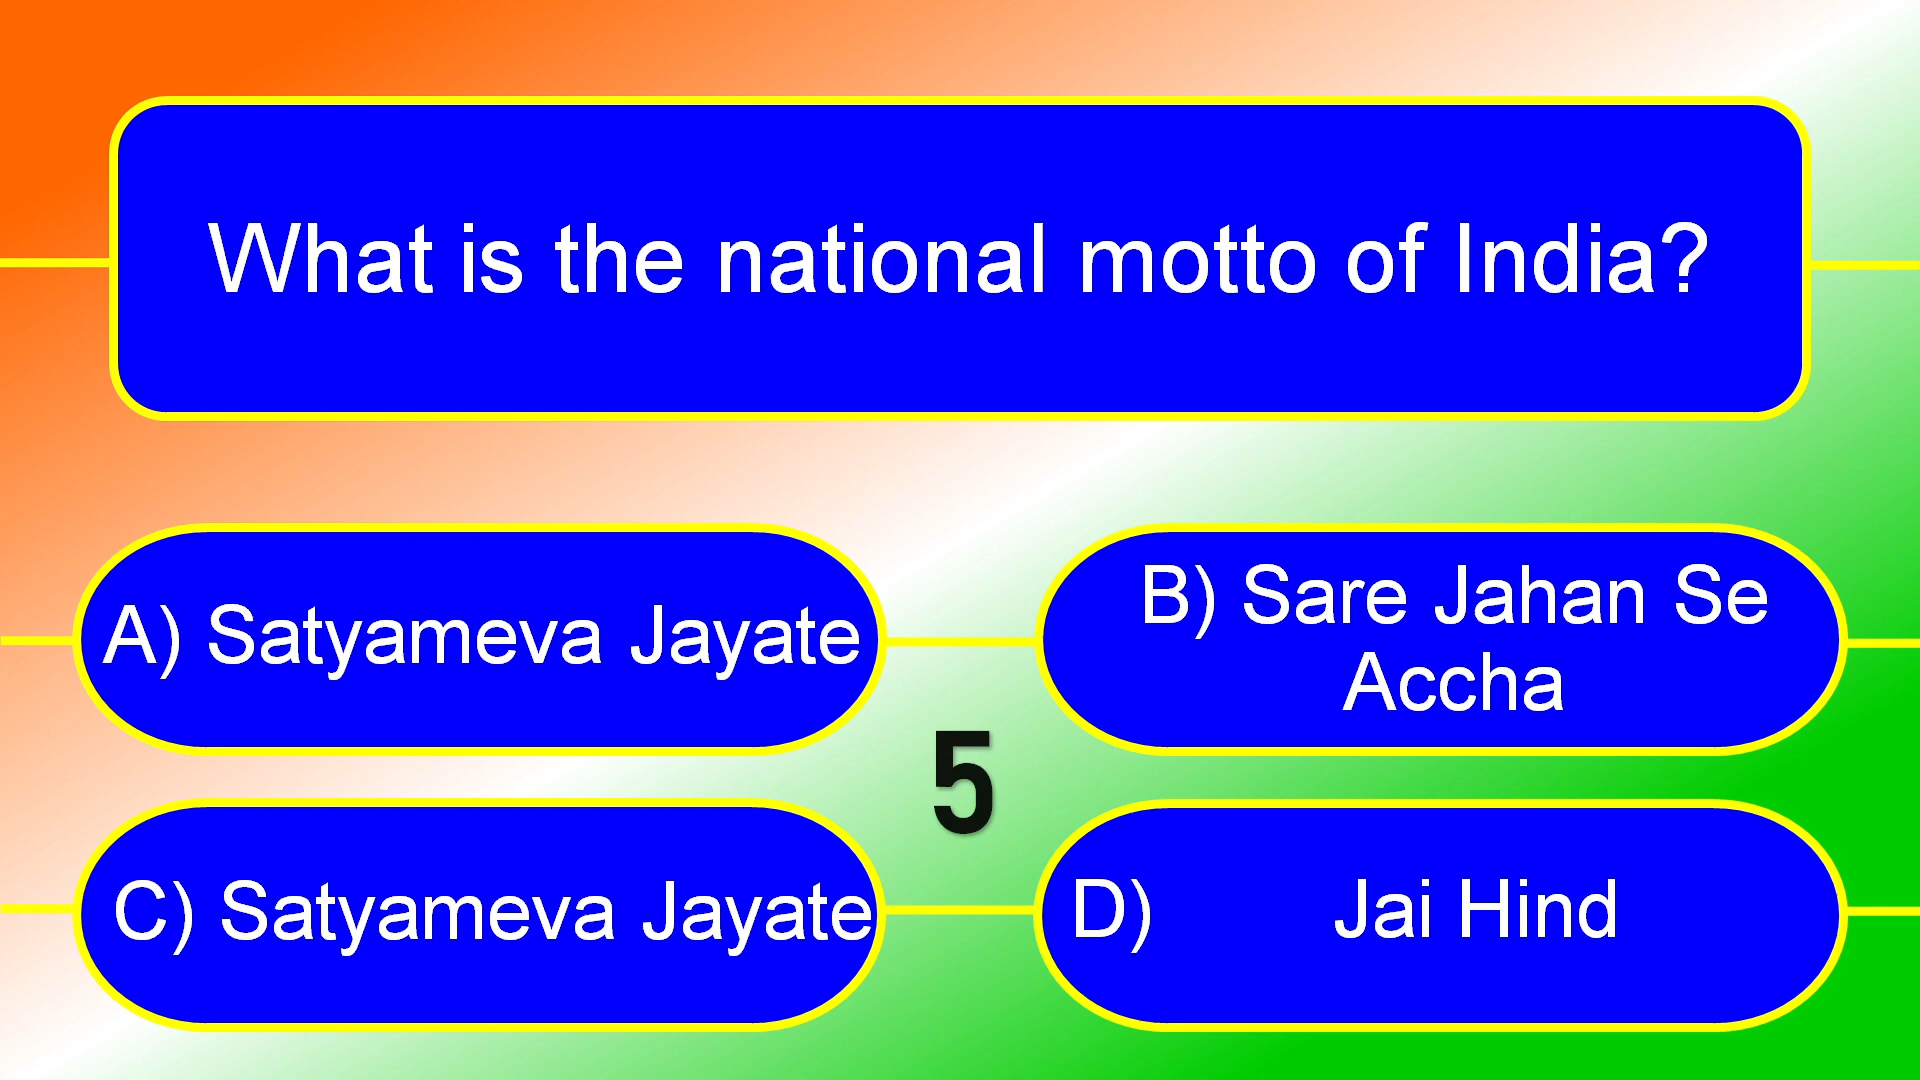 What is the national motto of India?
A) Satyameva Jayate
B) Sare Jahan Se
Accha
5
C) Satyameva Jayate
D) Jai Hind